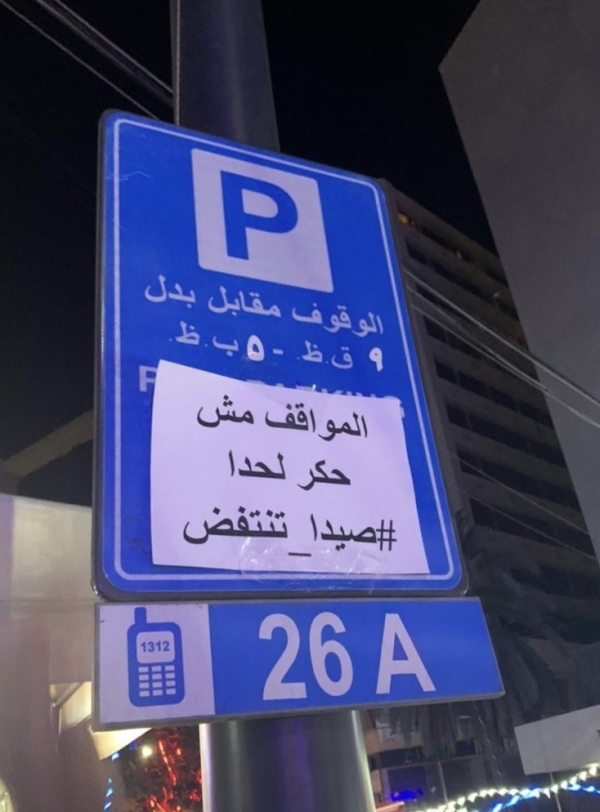 P
الوقوف مقابل بدل
٩ ق.ظ. - ٥ ب.ظ.
المواقف مش
حكر لحدا
#صيدا_تنتفض
1312
26 A